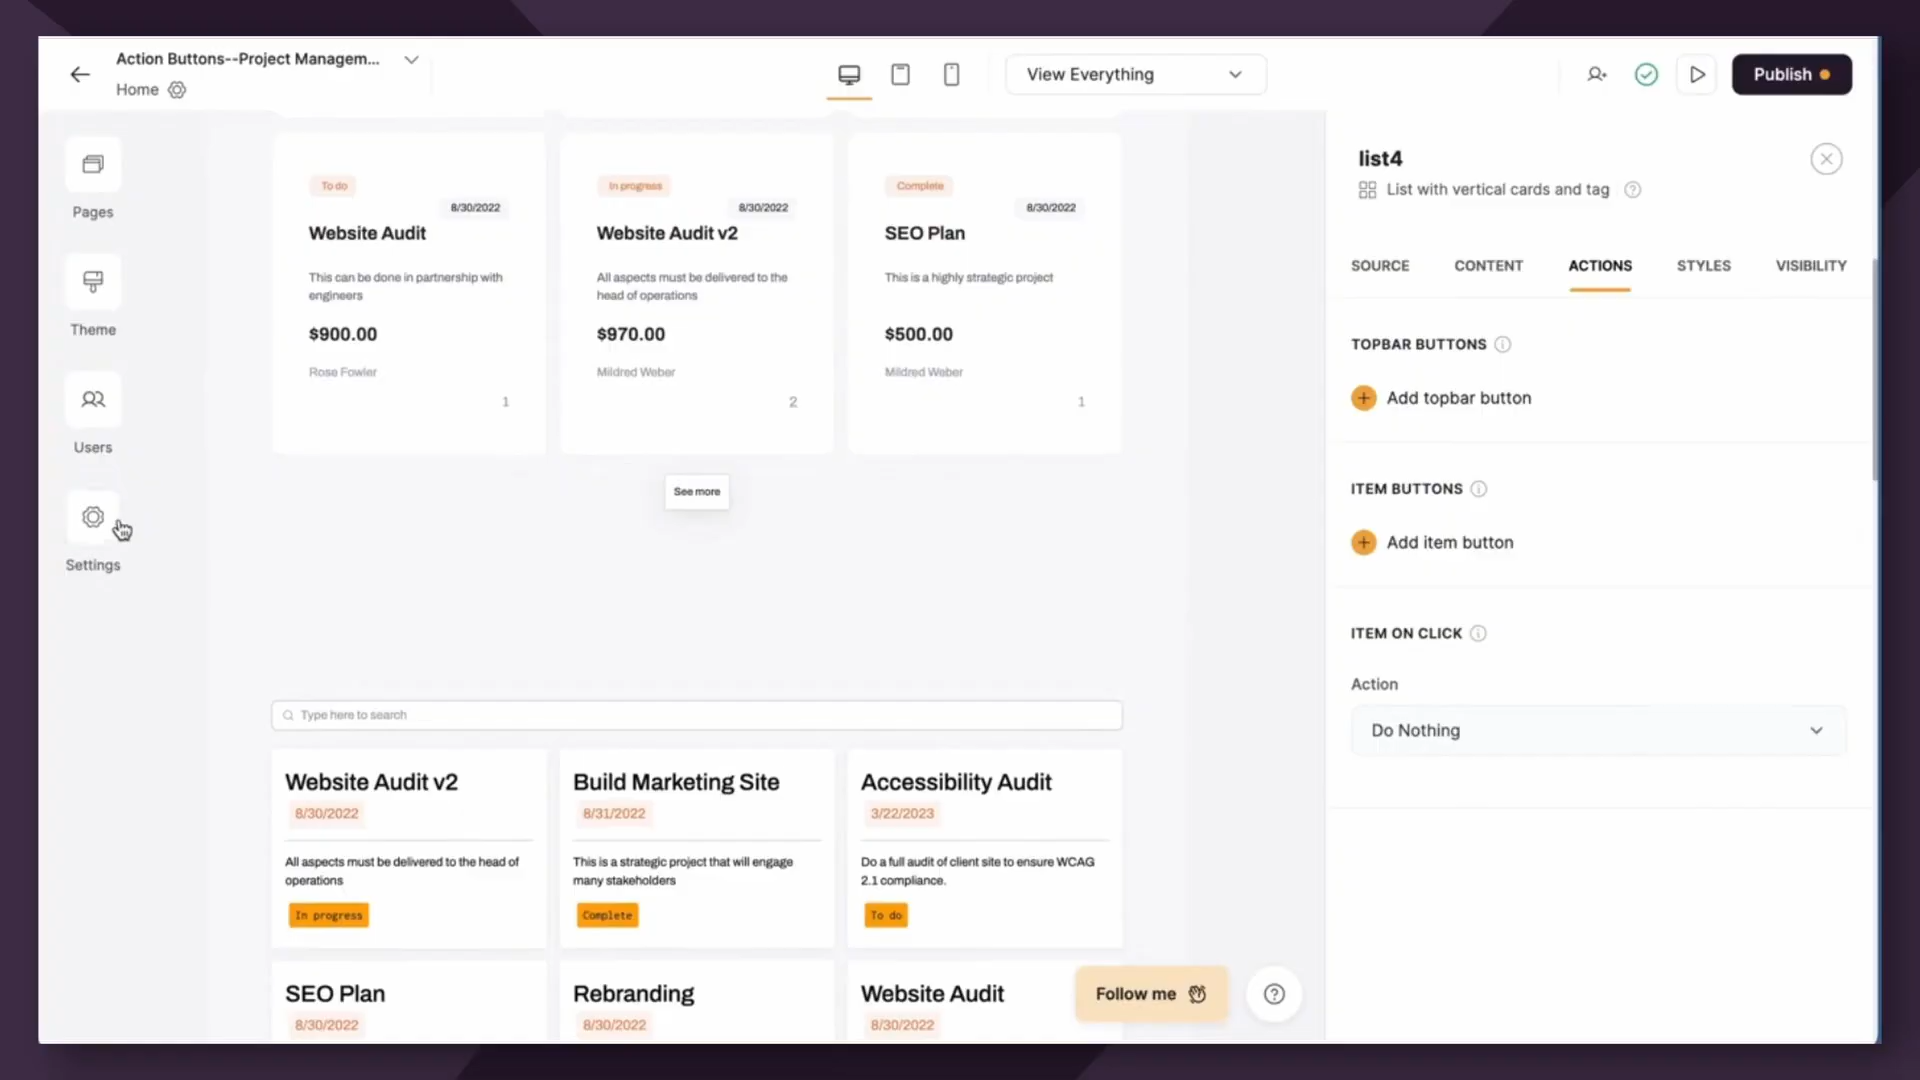 Action Buttons--Project Managem...
Home
View Everything
Publish
Pages
Theme
Users
Settings
To do
8/30/2022
Website Audit
This can be done in partnership with
engineers
$900.00
Rose Fowler
1
In progress
8/30/2022
Website Audit v2
All aspects must be delivered to the
head of operations
$970.00
Mildred Weber
2
Complete
8/30/2022
SEO Plan
This is a highly strategic project
$500.00
Mildred Weber
1
See more
Type here to search
Website Audit v2
8/30/2022
All aspects must be delivered to the head of
operations
In progress
Build Marketing Site
8/31/2022
This is a strategic project that will engage
many stakeholders
Complete
Accessibility Audit
3/22/2023
Do a full audit of client site to ensure WCAG
2.1 compliance.
To do
SEO Plan
8/30/2022
Rebranding
8/30/2022
Website Audit
8/30/2022
Follow me
list4
List with vertical cards and tag
SOURCE CONTENT ACTIONS STYLES VISIBILITY
TOPBAR BUTTONS
Add topbar button
ITEM BUTTONS
Add item button
ITEM ON CLICK
Action
Do Nothing